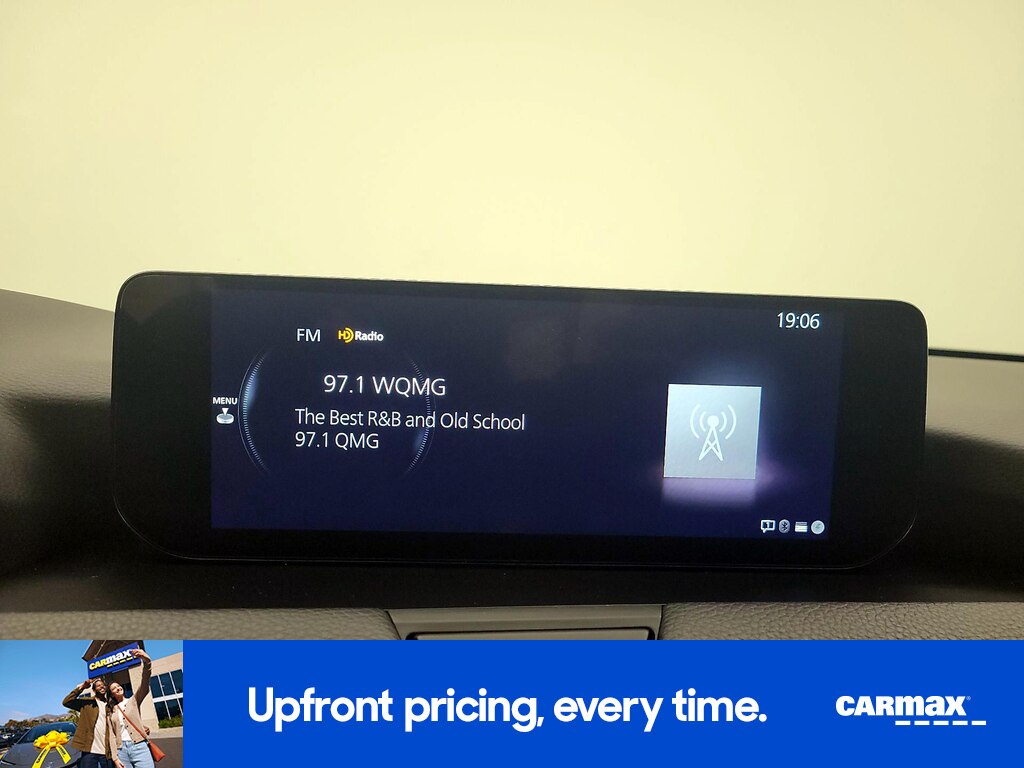 19:06
FM HD Radio
97.1 WQMG
MENU
The Best R&B and Old School
97.1 QMG
CARMAX
Upfront pricing, every time.
CARMAX